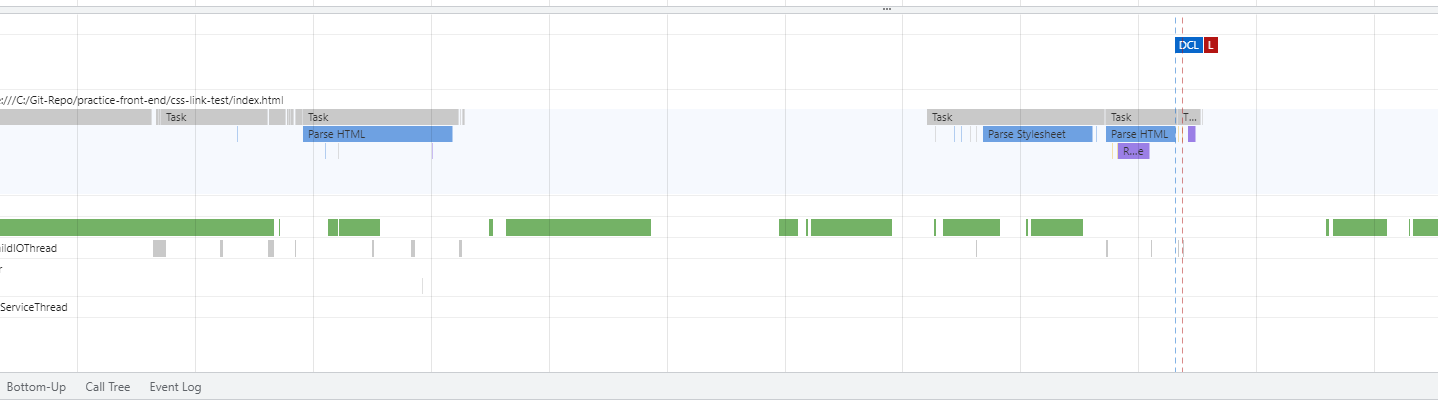 DCL L
:///C:/Git-Repo/practice-front-end/css-link-test/index.html
Task Task Task Task T...
Parse HTML Parse Stylesheet Parse HTML
R...e
ildIOThread
r
ServiceThread
Bottom-Up Call Tree Event Log